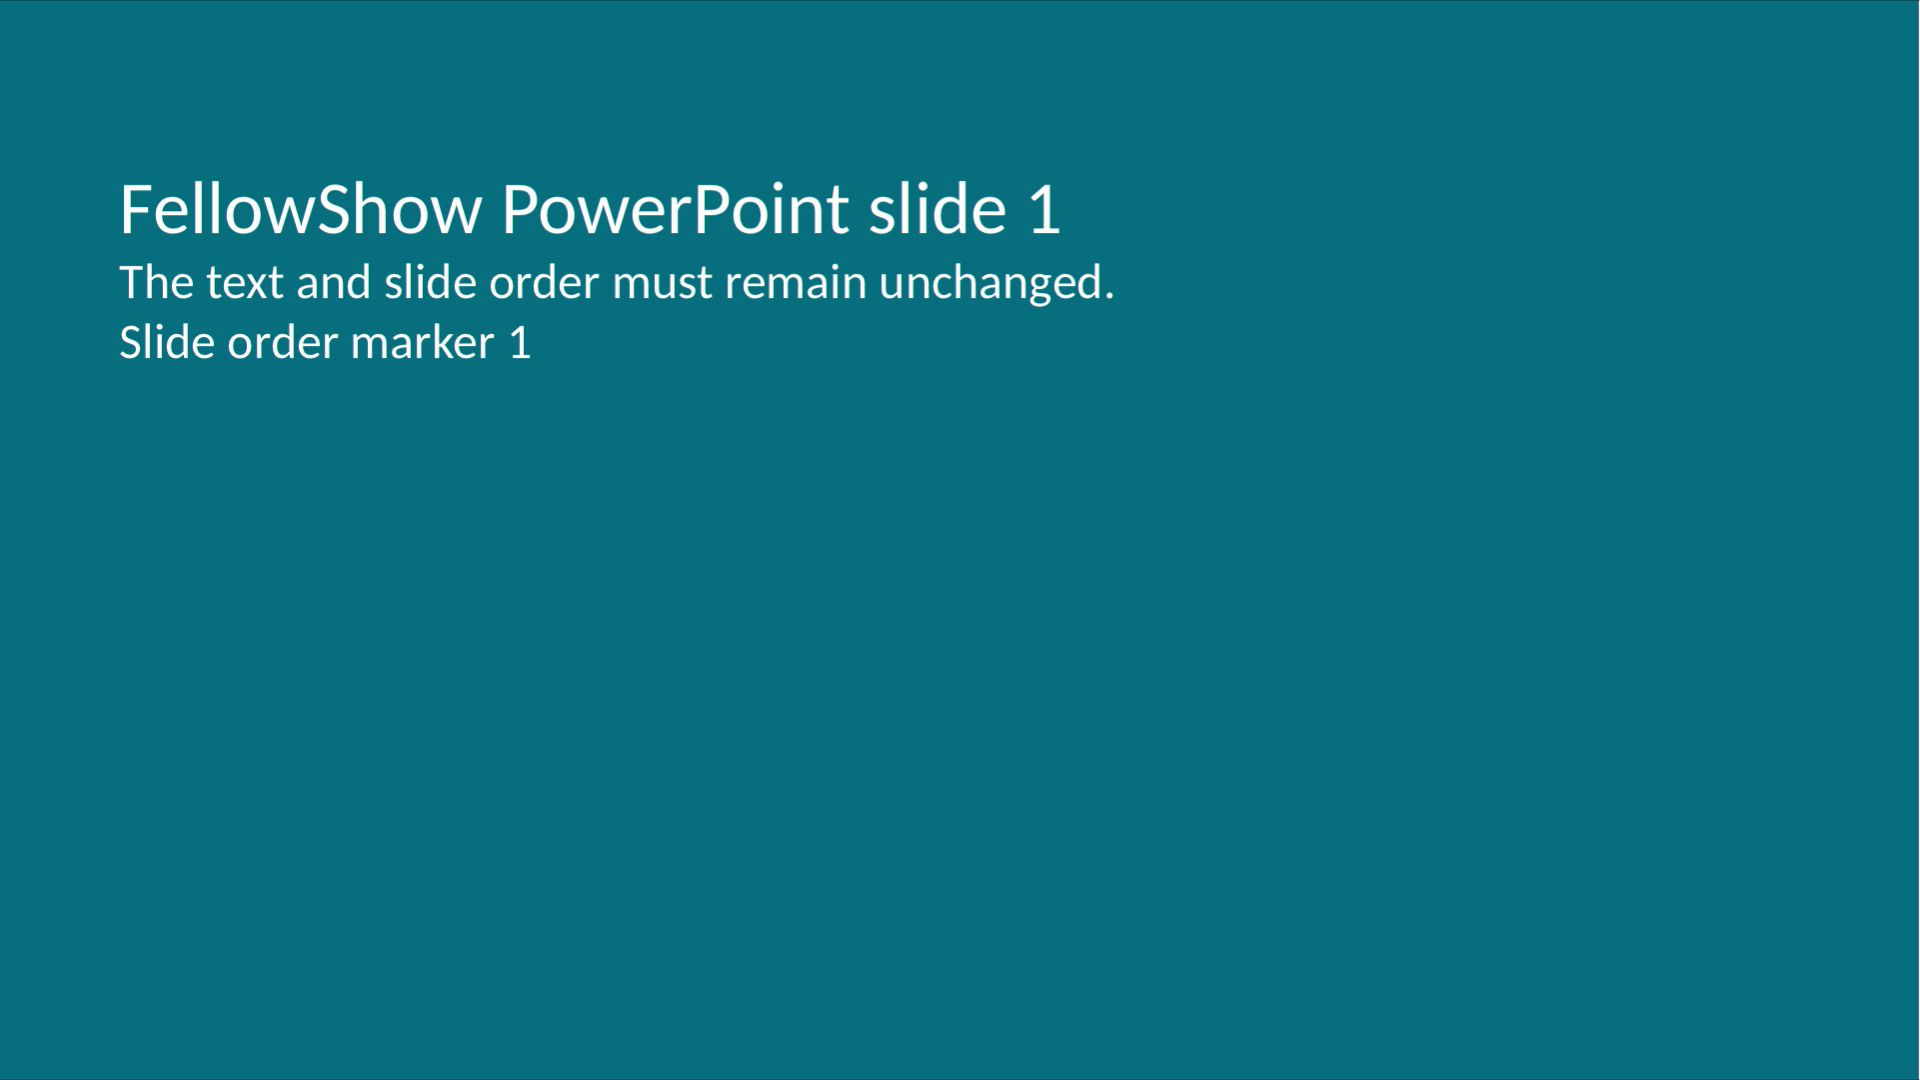 FellowShow PowerPoint slide 1
The text and slide order must remain unchanged.
Slide order marker 1